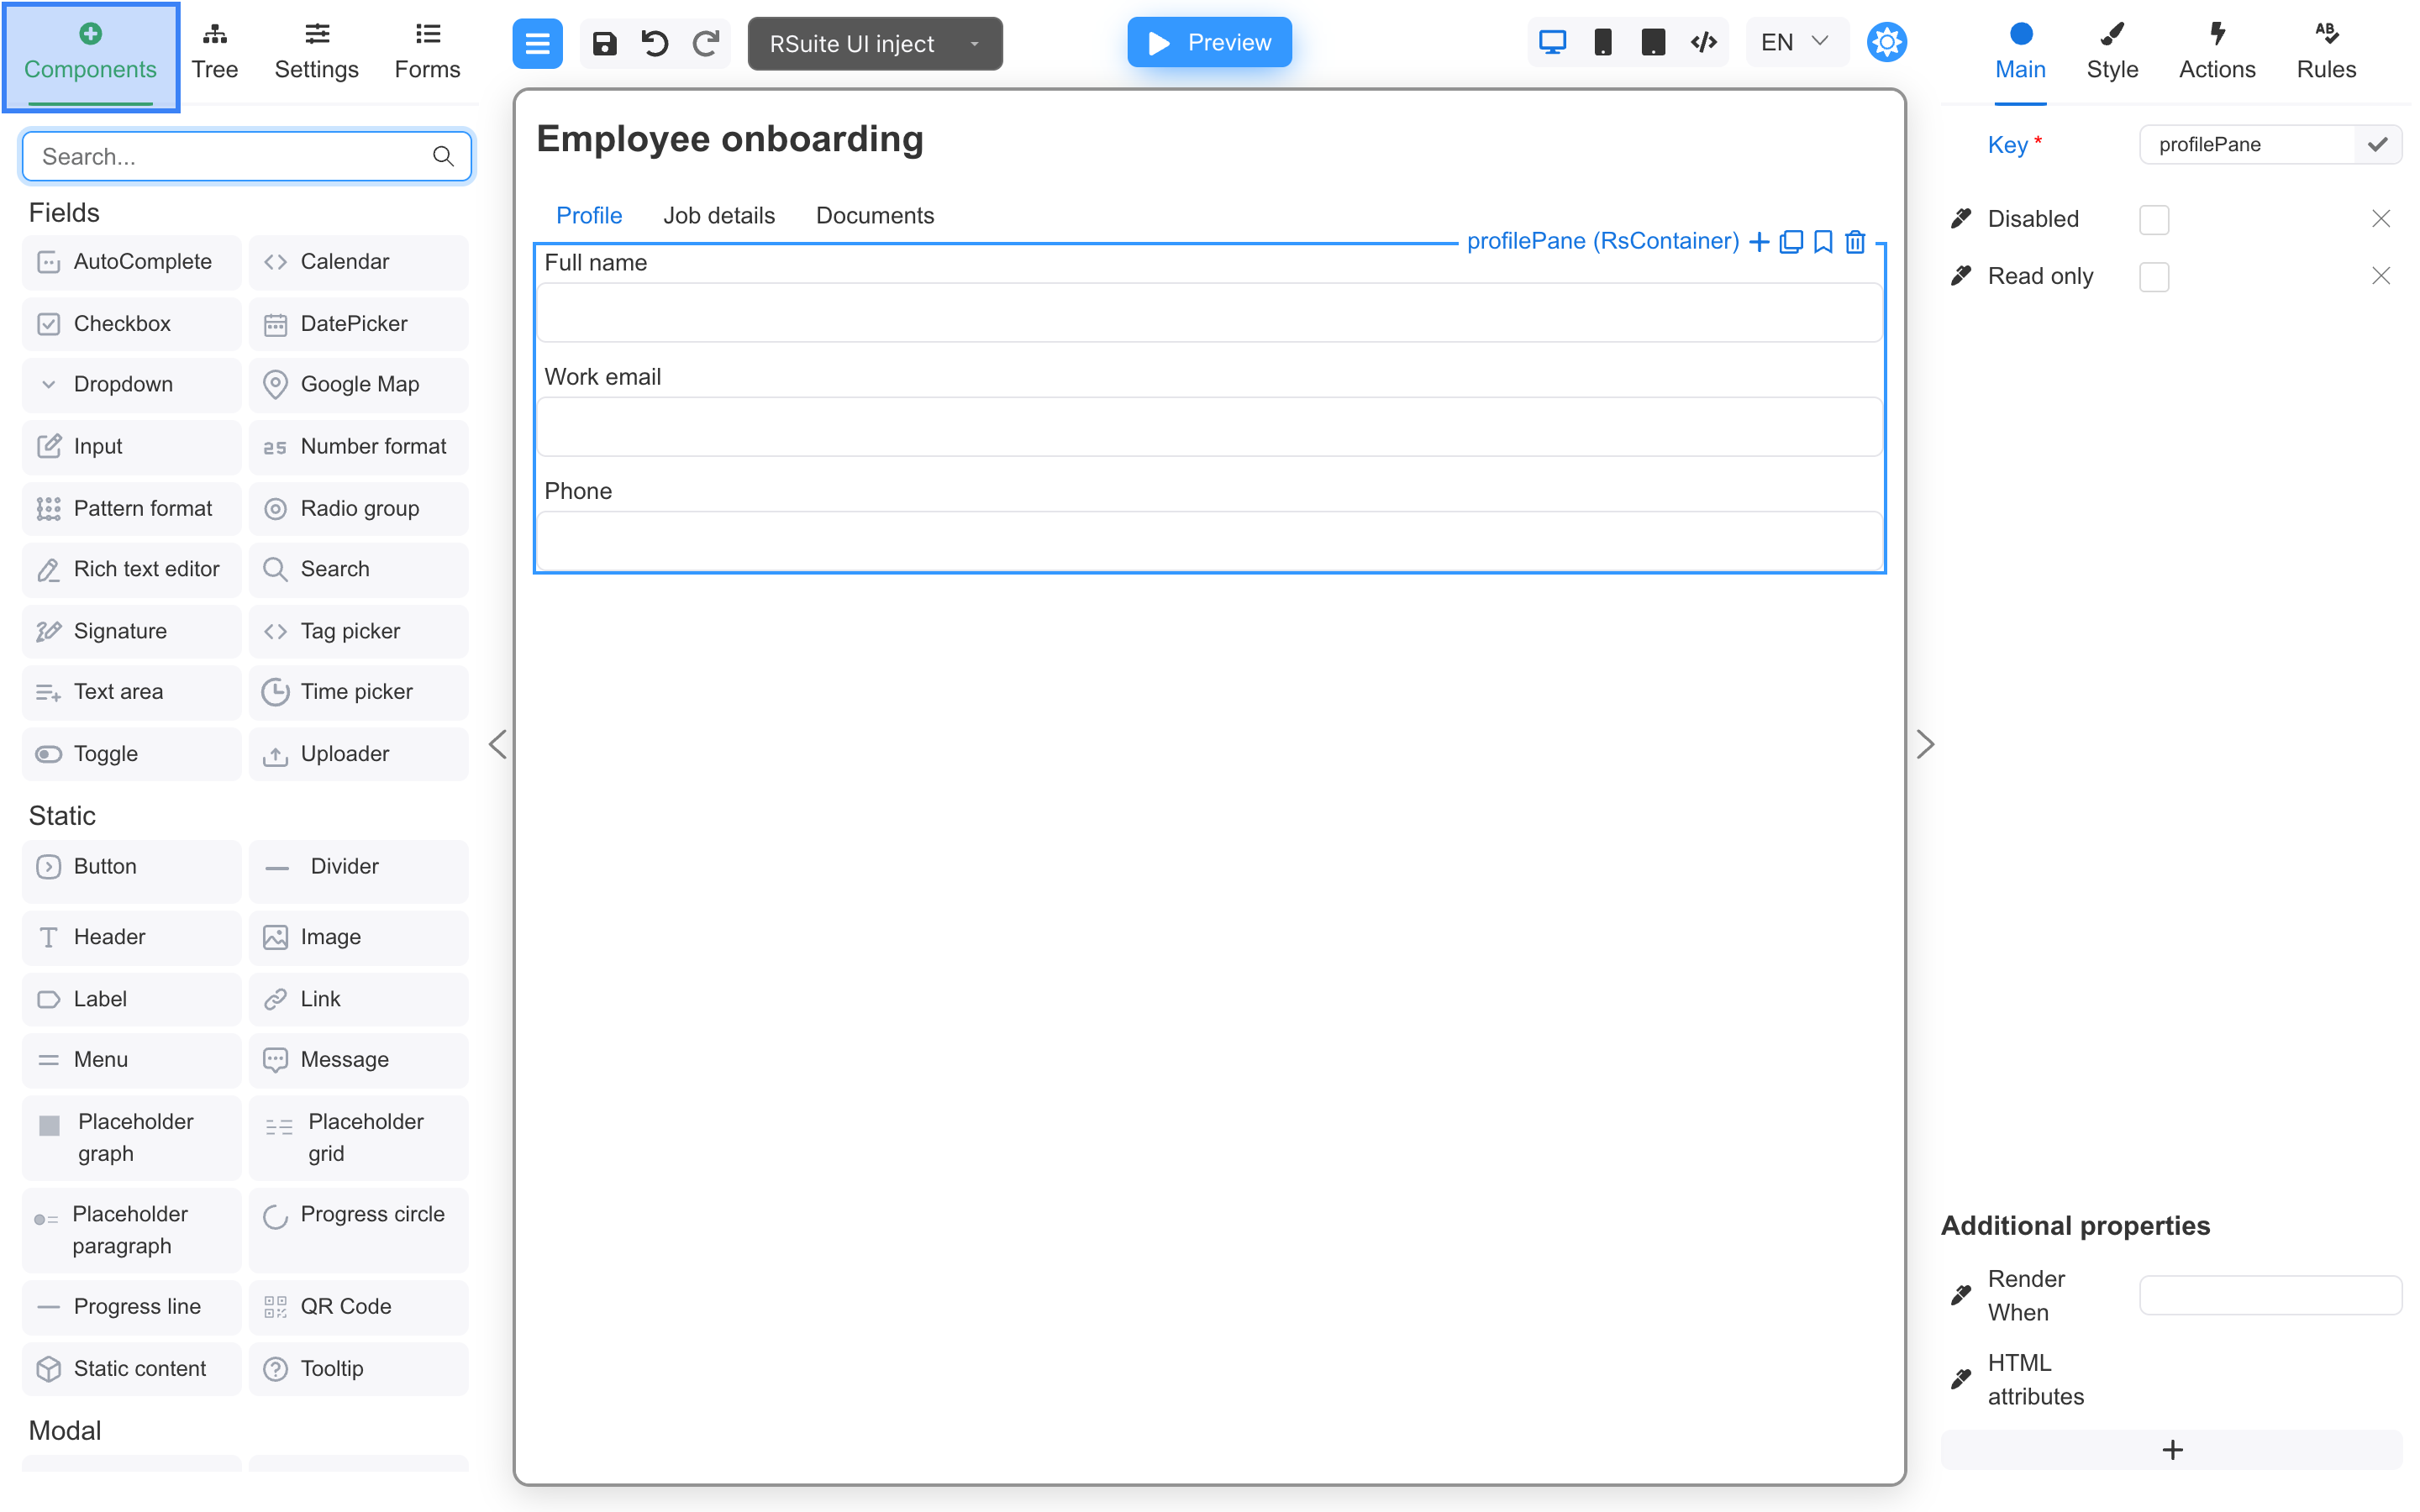 Components
Tree
Settings
Forms
RSuite UI inject
Preview
EN
Main
Style
Actions
Rules
Search...
Fields
AutoComplete
Calendar
Checkbox
DatePicker
Dropdown
Google Map
Input
25 Number format
Pattern format
Radio group
Rich text editor
Search
Signature
Tag picker
Text area
Time picker
Toggle
Uploader
Static
Button
Divider
Header
Image
Label
Link
Menu
Message
Placeholder
graph
Placeholder
grid
Placeholder
paragraph
Progress circle
Progress line
QR Code
Static content
Tooltip
Modal
Employee onboarding
Profile
Job details
Documents
profilePane (RsContainer)
Full name
Work email
Phone
Key *
profilePane
Disabled
Read only
Additional properties
Render
When
HTML
attributes